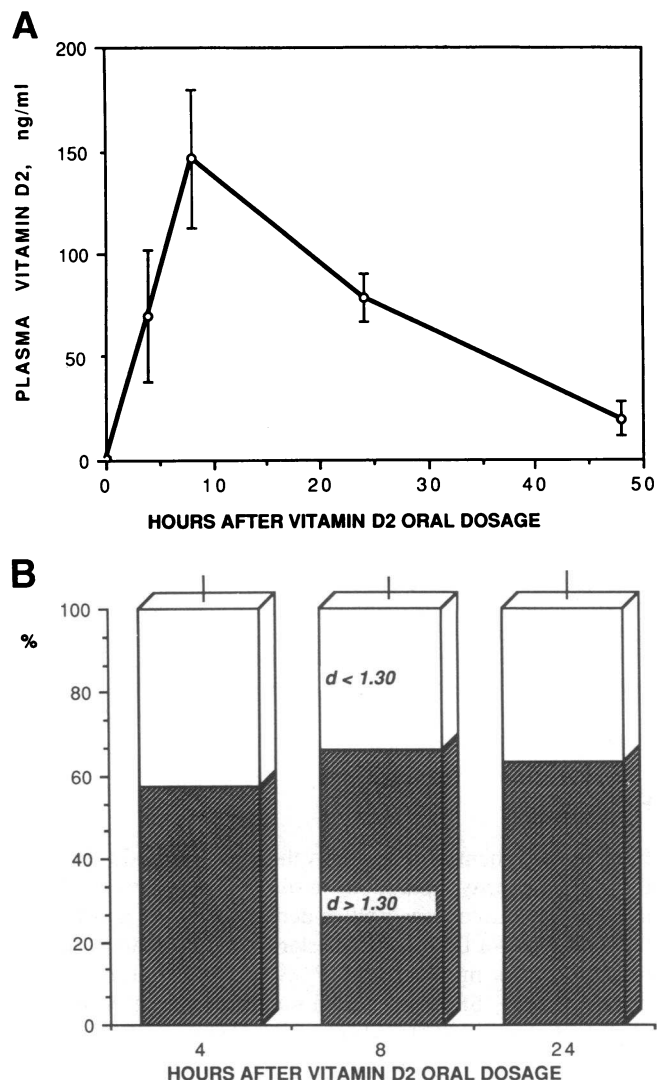 A
200
150
100
50
0
PLASMA VITAMIN D2, ng/ml
0 10 20 30 40 50
HOURS AFTER VITAMIN D2 ORAL DOSAGE
B
%
100
80
60
40
20
0
d < 1.30
d > 1.30
4 8 24
HOURS AFTER VITAMIN D2 ORAL DOSAGE